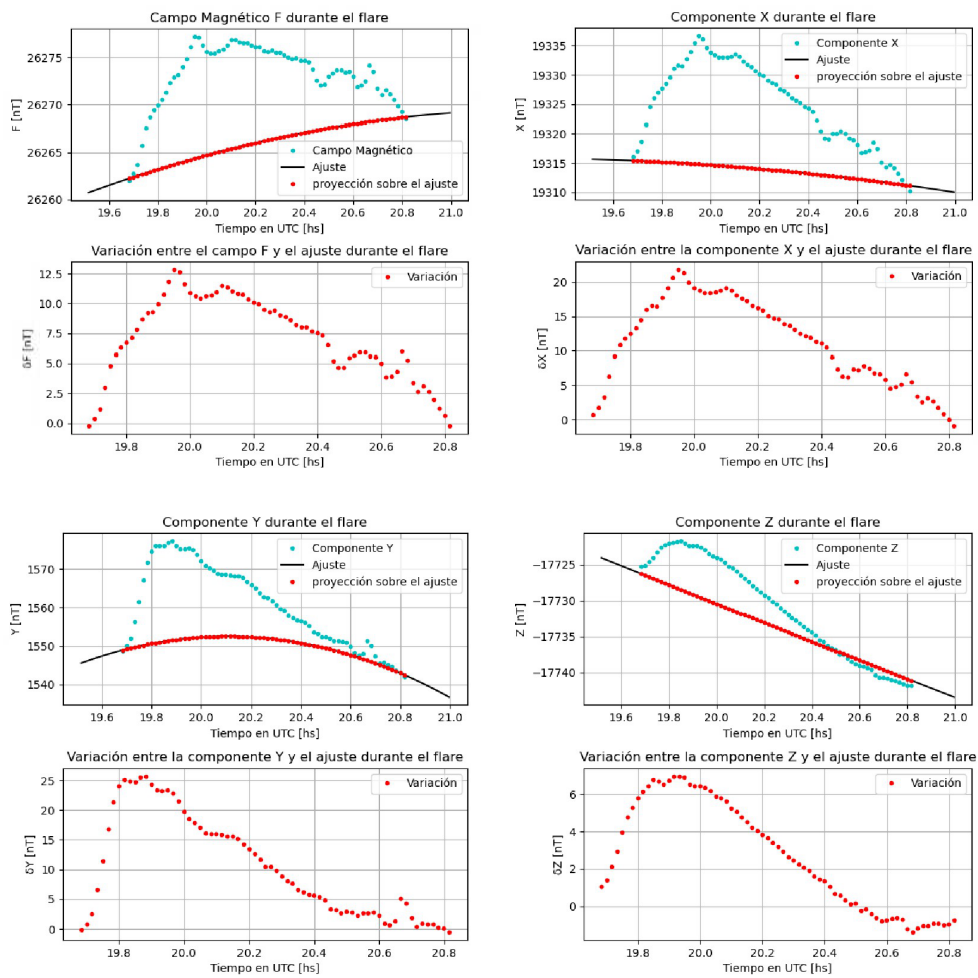 Campo Magnético F durante el flare
26275
26270
26265
26260
F [nT]
Campo Magnético
Ajuste
proyección sobre el ajuste
19.6 19.8 20.0 20.2 20.4 20.6 20.8 21.0
Tiempo en UTC [hs]
Variación entre el campo F y el ajuste durante el flare
12.5
10.0
7.5
5.0
2.5
0.0
δF [nT]
Variación
19.8 20.0 20.2 20.4 20.6 20.8
Tiempo en UTC [hs]
Componente X durante el flare
19335
19330
19325
19320
19315
19310
X [nT]
Componente X
Ajuste
proyección sobre el ajuste
19.6 19.8 20.0 20.2 20.4 20.6 20.8 21.0
Tiempo en UTC [hs]
Variación entre la componente X y el ajuste durante el flare
20
15
10
5
0
δX [nT]
Variación
19.8 20.0 20.2 20.4 20.6 20.8
Tiempo en UTC [hs]
Componente Y durante el flare
1570
1560
1550
1540
Y [nT]
Componente Y
Ajuste
proyección sobre el ajuste
19.6 19.8 20.0 20.2 20.4 20.6 20.8 21.0
Tiempo en UTC [hs]
Variación entre la componente Y y el ajuste durante el flare
25
20
15
10
5
0
δY [nT]
Variación
19.8 20.0 20.2 20.4 20.6 20.8
Tiempo en UTC [hs]
Componente Z durante el flare
−17725
−17730
−17735
−17740
Z [nT]
Componente Z
Ajuste
proyección sobre el ajuste
19.6 19.8 20.0 20.2 20.4 20.6 20.8 21.0
Tiempo en UTC [hs]
Variación entre la componente Z y el ajuste durante el flare
6
4
2
0
δZ [nT]
Variación
19.8 20.0 20.2 20.4 20.6 20.8
Tiempo en UTC [hs]